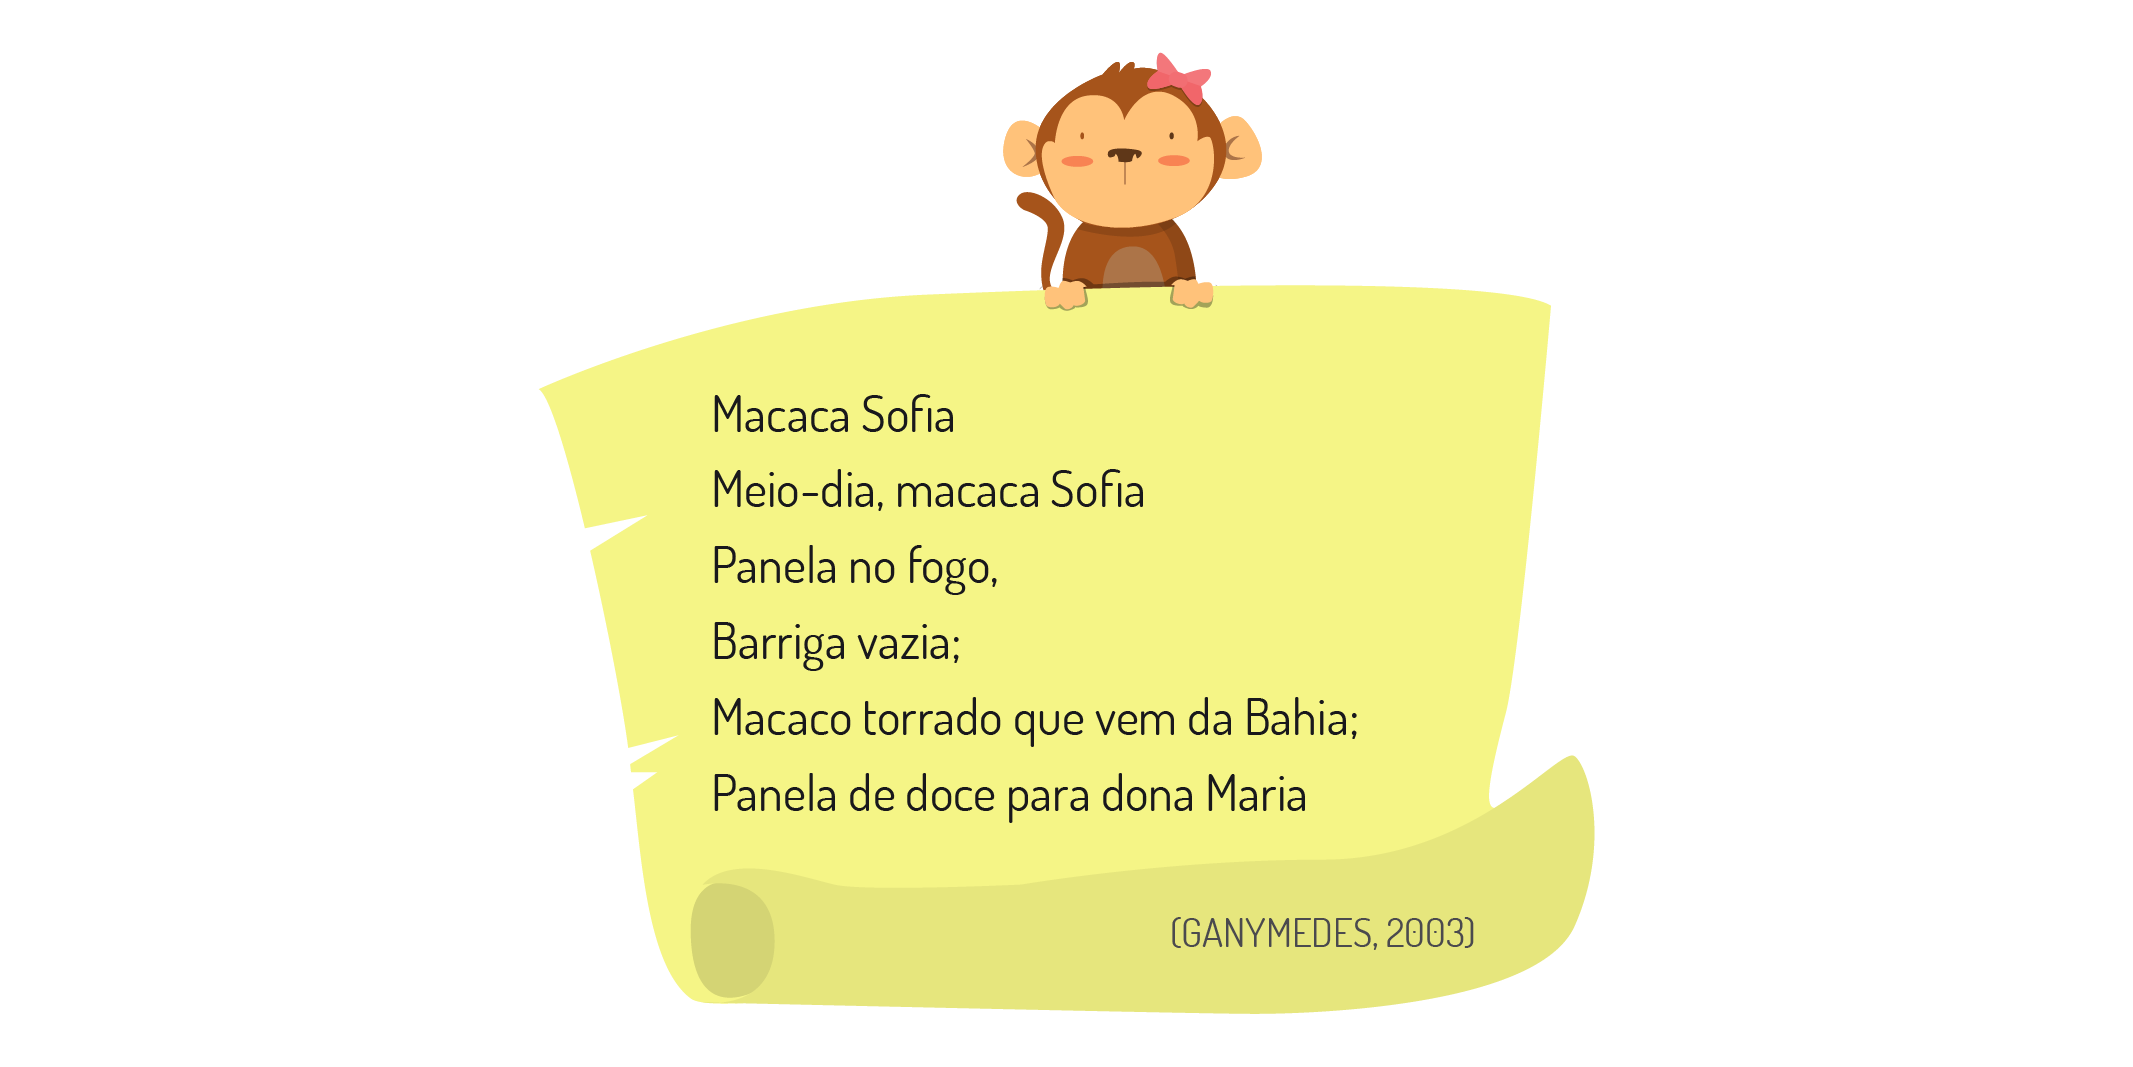 Macaca Sofia
Meio-dia, macaca Sofia
Panela no fogo,
Barriga vazia;
Macaco torrado que vem da Bahia;
Panela de doce para dona Maria
(GANYMEDES, 2003)